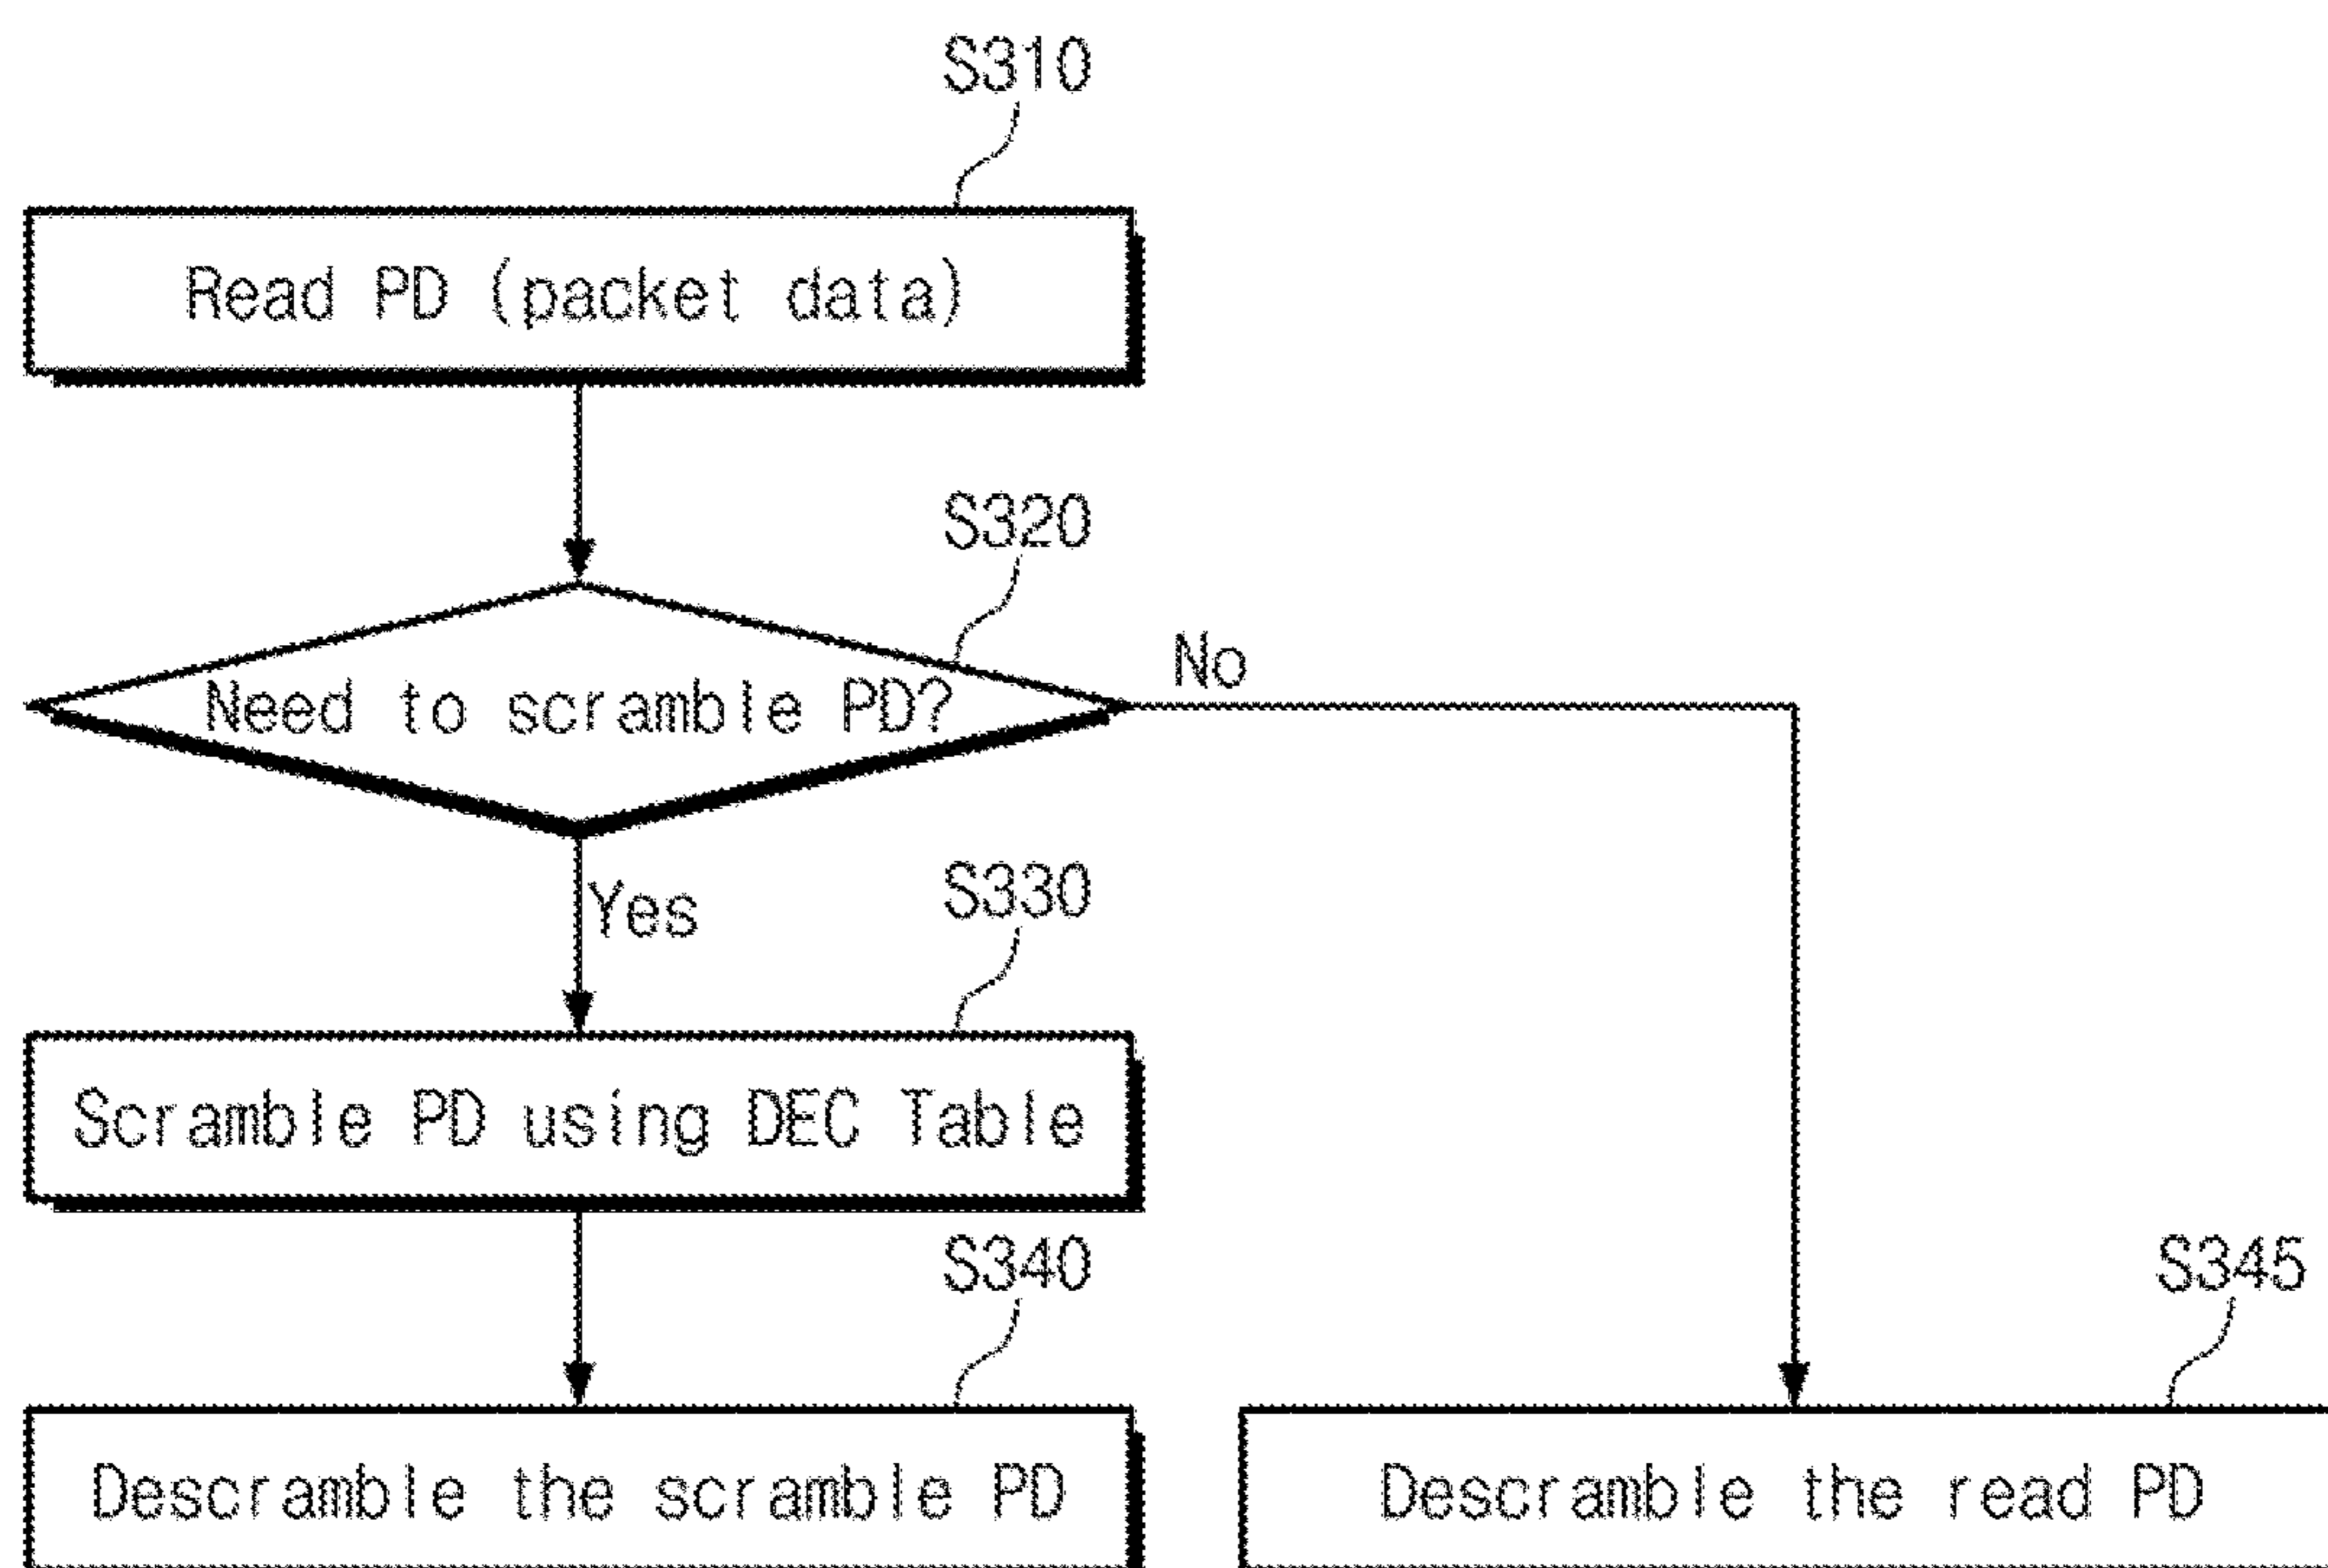 S310
Read PD (packet data)
S320
Need to scramble PD?
No
Yes
S330
Scramble PD using DEC Table
S340
Descramble the scramble PD
S345
Descramble the read PD